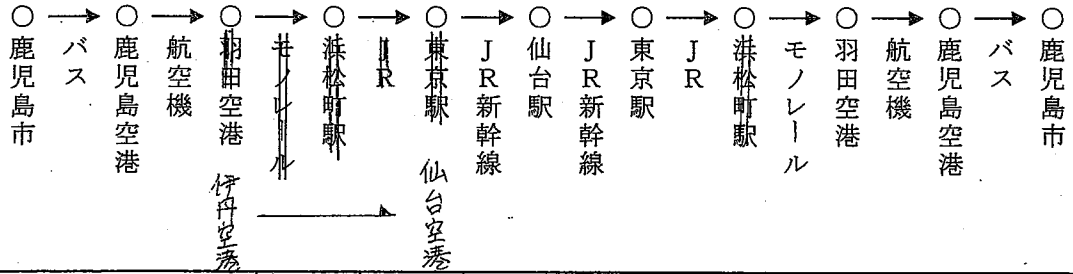 ○→○→○→○→○→○→○→○→○→○→○
鹿児島市
バス
鹿児島空港
航空機
羽田空港
モノレール
浜松町駅
JR
東京駅
JR新幹線
仙台駅
JR新幹線
東京駅
JR
浜松町駅
モノレール
羽田空港
航空機
鹿児島空港
バス
鹿児島市
伊丹空港
仙台空港